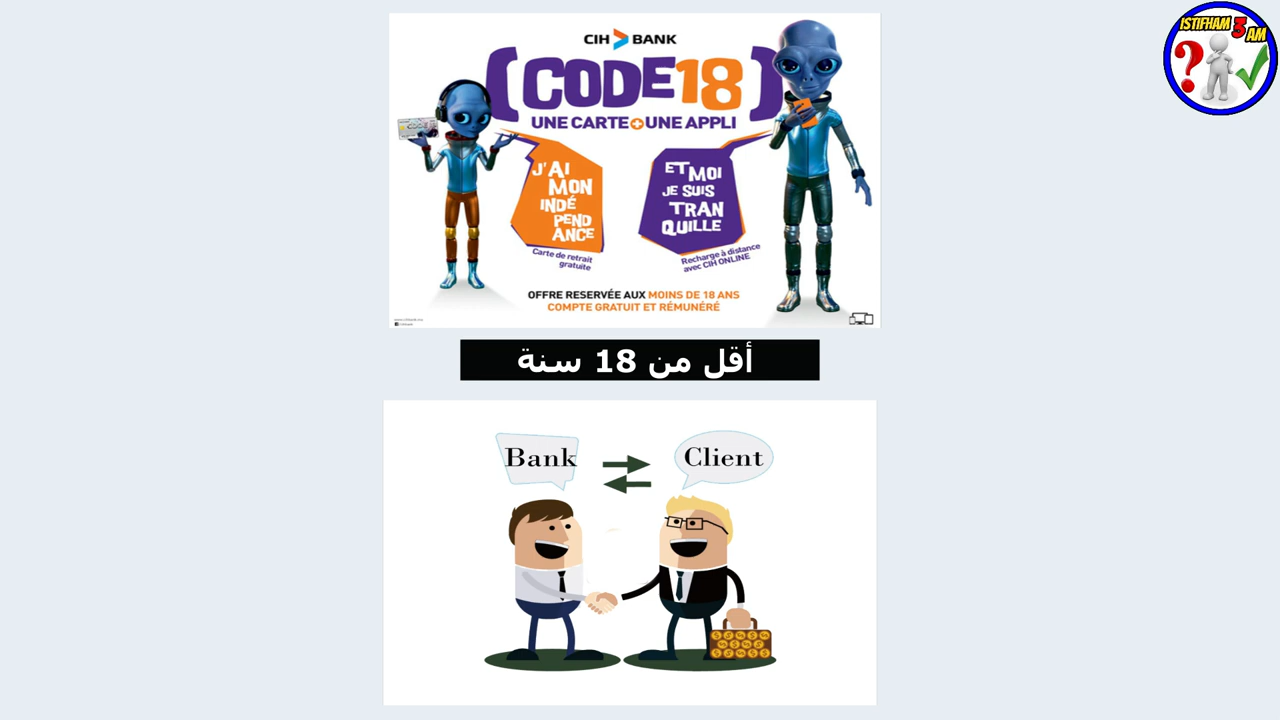 ISTIFHAM 3 AM
CIH BANK
[CODE18]
UNE CARTE + UNE APPLI
J'AI
MON
INDÉ
PEND
ANCE
Carte de retrait
gratuite
ET MOI
JE SUIS
TRAN
QUILLE
Recharge à distance
avec CIH ONLINE
OFFRE RESERVÉE AUX MOINS DE 18 ANS
COMPTE GRATUIT ET RÉMUNÉRÉ
أقل من 18 سنة
Bank
Client